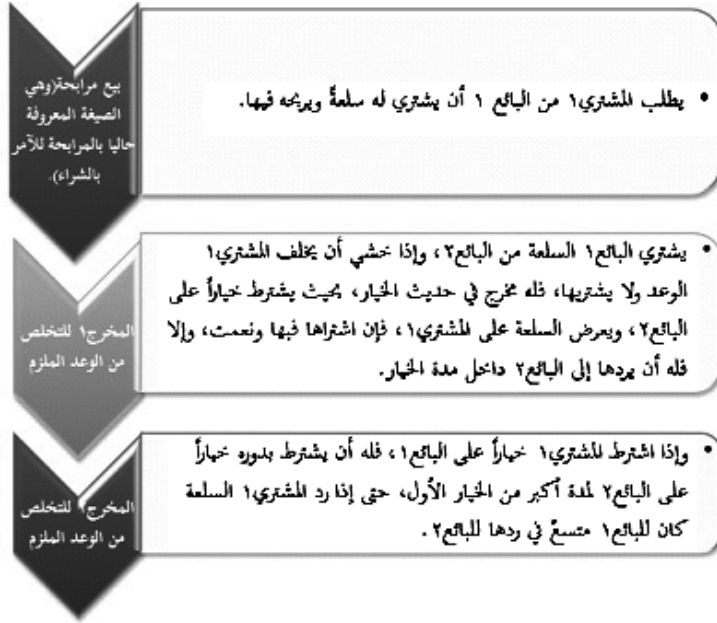 بيع مرابحة(وهي
الصيغة المعروفة
حاليا بالمرابحة للآمر
بالشراء).
• يطلب المشتري١ من البائع ١ أن يشتري له سلعةً ويربحه فيها.
المخرج١ للتخلص
من الوعد الملزم
• يشتري البائع١ السلعة من البائع٢، وإذا خشي أن يخلف المشتري١
الوعد ولا يشتريها، فله مخرج في حديث الخيار، بحيث يشترط خياراً على
البائع٢، ويعرض السلعة على المشتري١، فإن اشتراها فبها ونعمت، وإلا
فله أن يردها إلى البائع٢ داخل مدة الخيار.
المخرج٢ للتخلص
من الوعد الملزم
• وإذا اشترط المشتري١ خياراً على البائع١، فله أن يشترط بدوره خياراً
على البائع٢ لمدة أكبر من الخيار الأول، حتى إذا رد المشتري١ السلعة
كان للبائع١ متسعٌ في ردها للبائع٢.